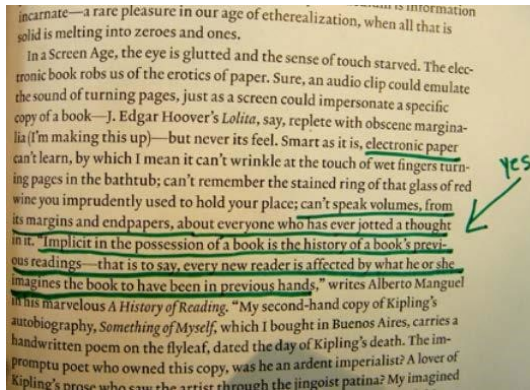 incarnate—a rare pleasure in our age of etherealization, when all that is
solid is melting into zeroes and ones.
In a Screen Age, the eye is glutted and the sense of touch starved. The elec-
tronic book robs us of the erotics of paper. Sure, an audio clip could emulate
the sound of turning pages, just as a screen could impersonate a specific
copy of a book—J. Edgar Hoover's Lolita, say, replete with obscene margina-
lia (I'm making this up)—but never its feel. Smart as it is, electronic paper
can't learn, by which I mean it can't wrinkle at the touch of wet fingers turn-
ing pages in the bathtub; can't remember the stained ring of that glass of red
wine you imprudently used to hold your place; can't speak volumes, from
its margins and endpapers, about everyone who has ever jotted a thought
in it. "Implicit in the possession of a book is the history of a book's previ-
ous readings—that is to say, every new reader is affected by what he or she
imagines the book to have been in previous hands," writes Alberto Manguel
in his marvelous A History of Reading. "My second-hand copy of Kipling's
autobiography, Something of Myself, which I bought in Buenos Aires, carries a
handwritten poem on the flyleaf, dated the day of Kipling's death. The im-
promptu poet who owned this copy, was he an ardent imperialist? A lover of
Kipling's prose who saw the artist through the jingoist patina? My imagined
yes